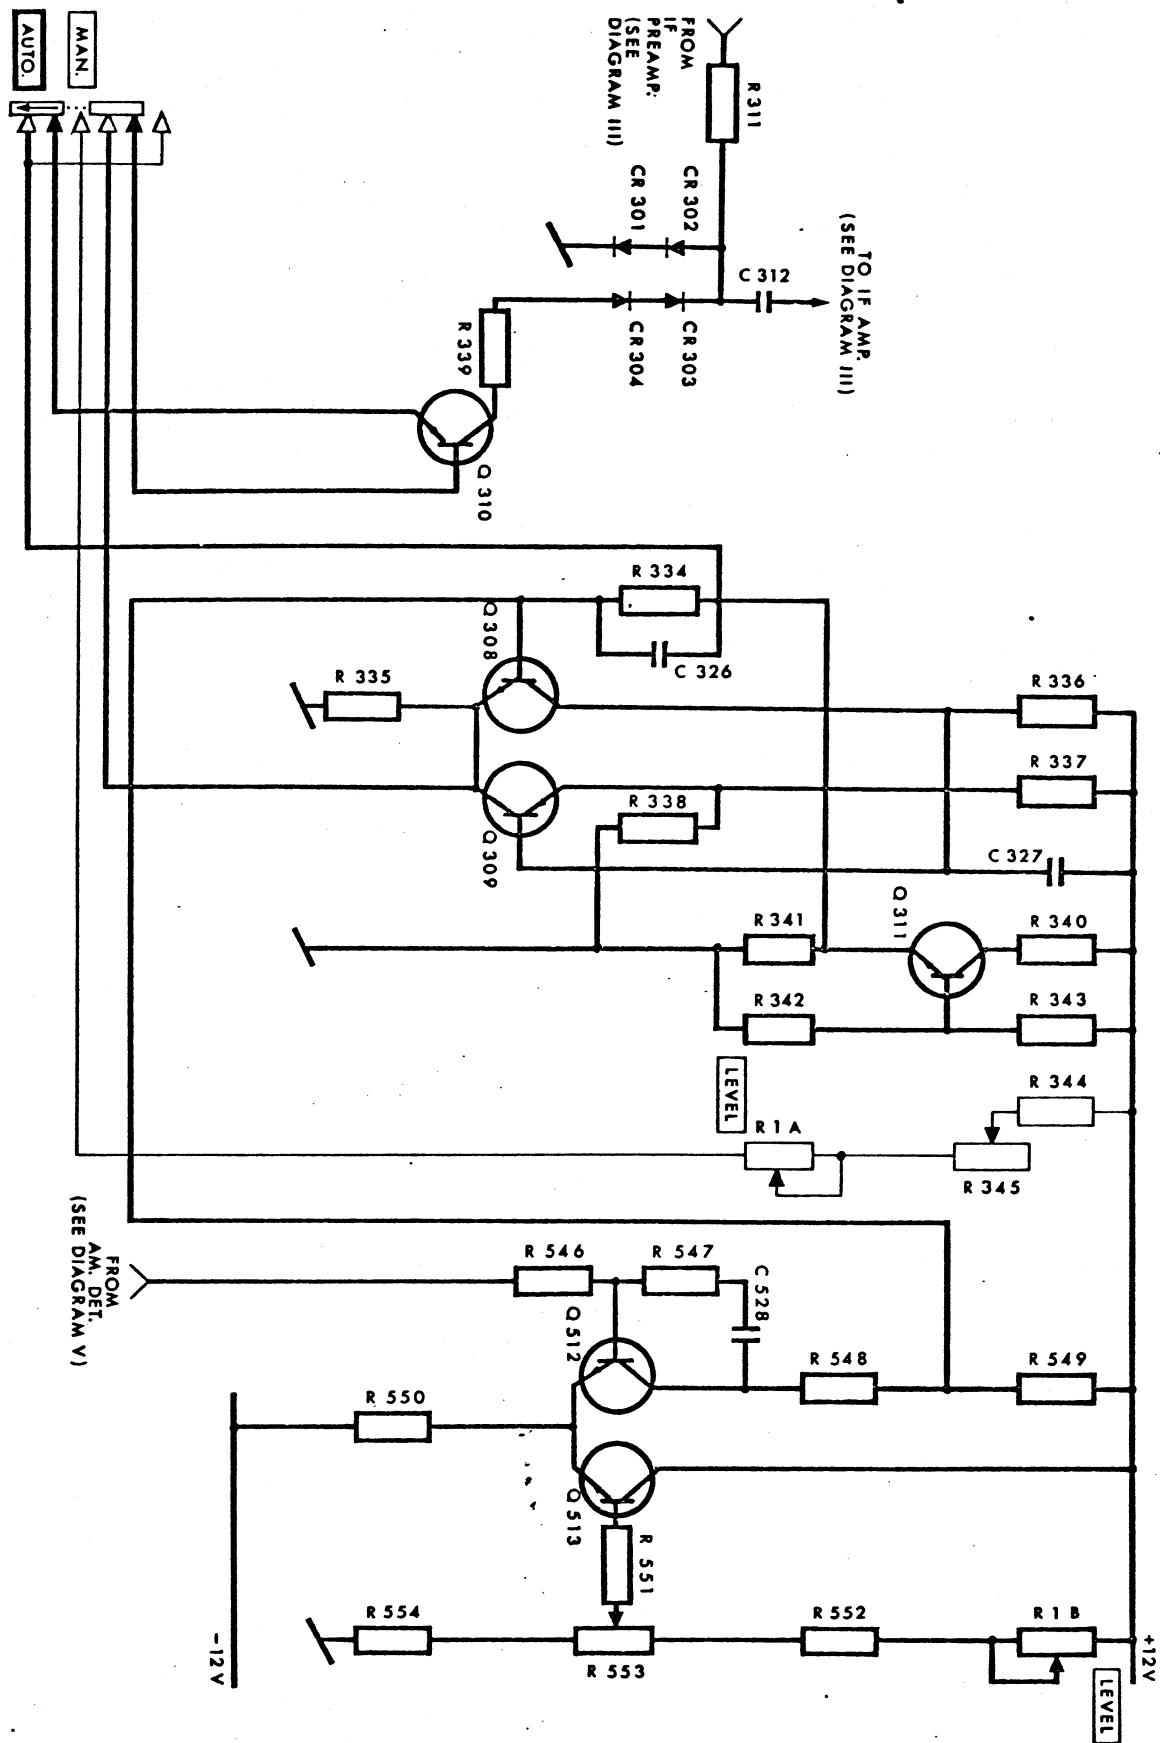 AUTO.
MAN.
FROM
IF
PREAMP.
(SEE
DIAGRAM III)
R 311
CR 301
CR 302
C 312
TO IF AMP.
(SEE DIAGRAM III)
R 339
CR 304
CR 303
Q 310
R 334
Q 308
C 326
R 335
R 336
R 337
R 338
Q 309
C 327
Q 311
R 341
R 340
R 342
R 343
LEVEL
R 344
R 1 A
R 345
FROM
AM. DET.
(SEE DIAGRAM V)
R 546
R 547
C 528
Q 512
R 548
R 549
R 550
Q 513
R 551
R 554
R 552
R 1 B
R 553
-12V
+12V
LEVEL